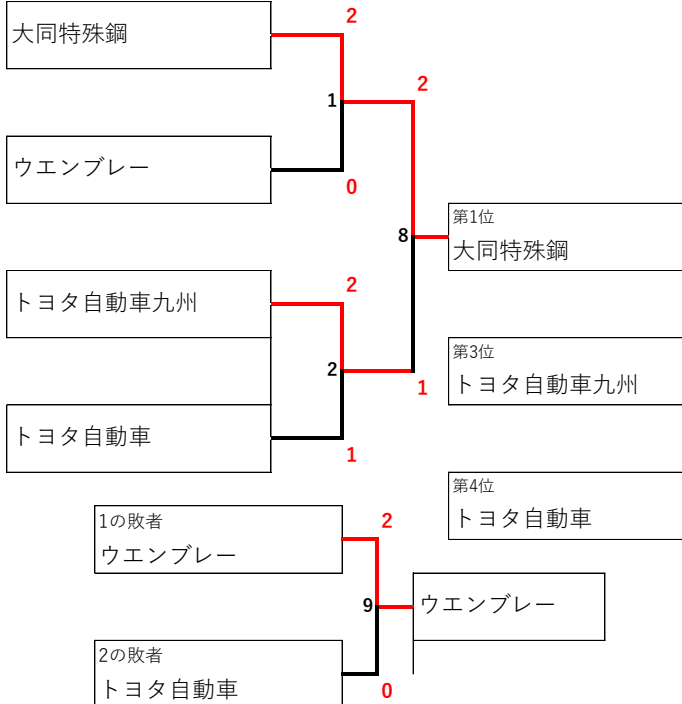 大同特殊鋼
2
1
2
ウエンブレー
0
8
第1位
大同特殊鋼
トヨタ自動車九州
2
2
第3位
トヨタ自動車九州
1
トヨタ自動車
1
第4位
トヨタ自動車
1の敗者
ウエンブレー
2
9
ウエンブレー
2の敗者
トヨタ自動車
0